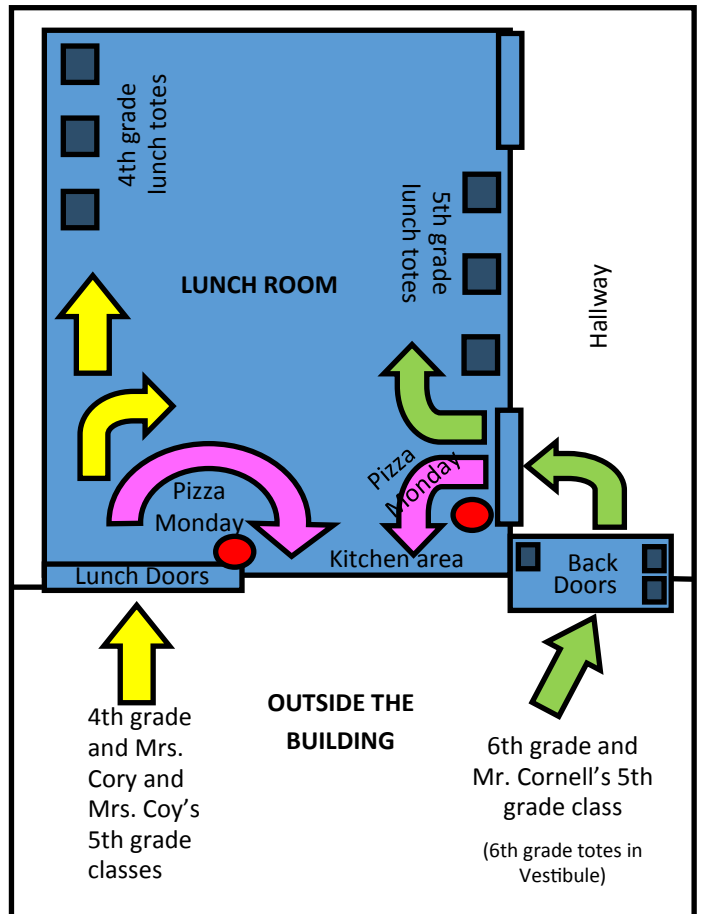 4th grade
lunch totes
5th grade
lunch totes
LUNCH ROOM
Hallway
Pizza
Monday
Pizza
Monday
Kitchen area
Lunch Doors
Back
Doors
OUTSIDE THE
BUILDING
4th grade
and Mrs.
Cory and
Mrs. Coy’s
5th grade
classes
6th grade and
Mr. Cornell’s 5th
grade class
(6th grade totes in
Vestibule)